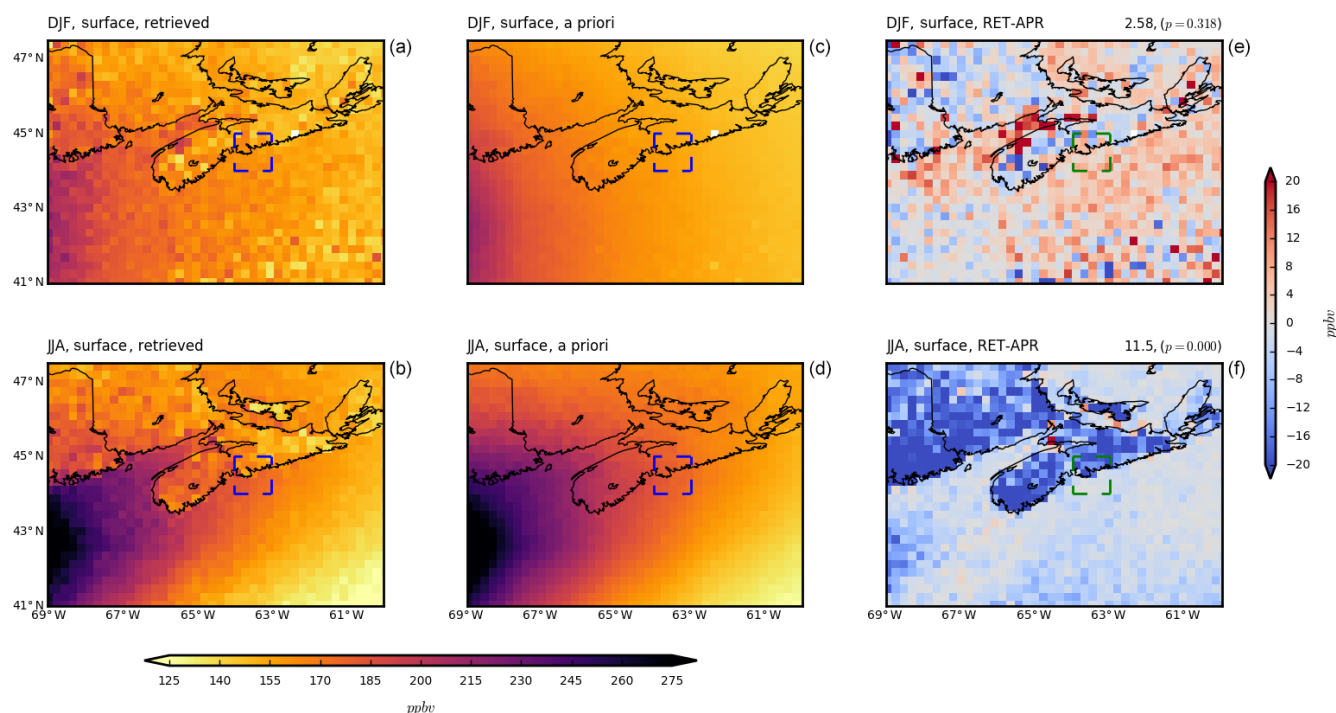 DJF, surface, retrieved
(a)
47°N
45°N
43°N
41°N
DJF, surface, a priori
(c)
DJF, surface, RET-APR 2.58, (p = 0.318)
(e)
JJA, surface, retrieved
(b)
47°N
45°N
43°N
41°N
69°W 67°W 65°W 63°W 61°W
JJA, surface, a priori
(d)
69°W 67°W 65°W 63°W 61°W
JJA, surface, RET-APR 11.5, (p = 0.000)
(f)
69°W 67°W 65°W 63°W 61°W
20
16
12
8
4
0
−4
−8
−12
−16
−20
ppbv
125 140 155 170 185 200 215 230 245 260 275
ppbv